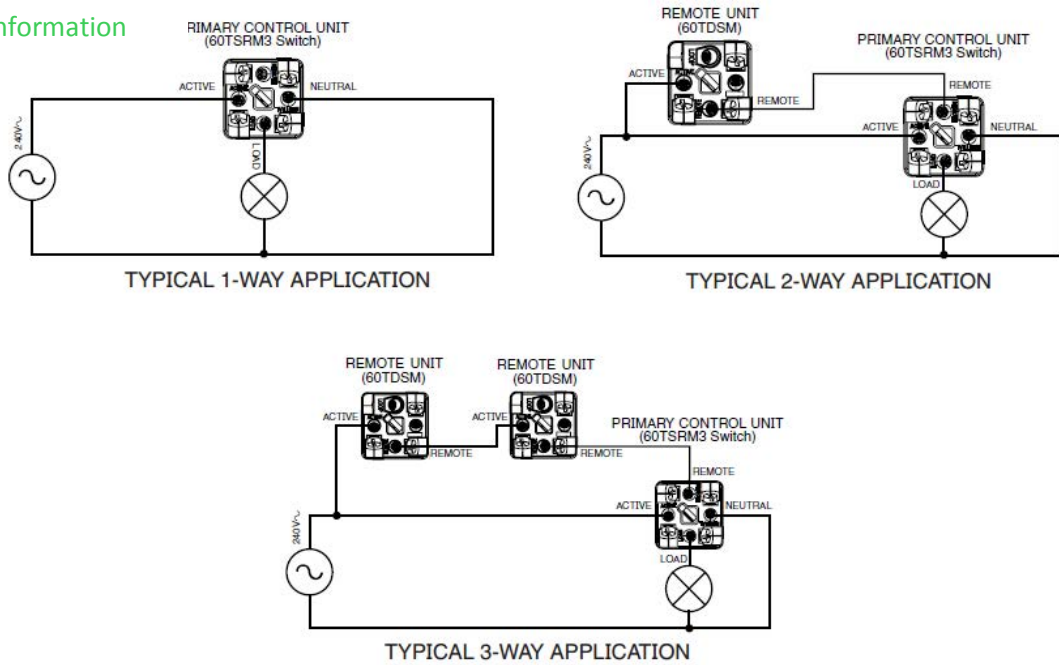 nformation
RIMARY CONTROL UNIT
(60TSRM3 Switch)
ACTIVE
NEUTRAL
LOAD
240V~
TYPICAL 1-WAY APPLICATION
REMOTE UNIT
(60TDSM)
PRIMARY CONTROL UNIT
(60TSRM3 Switch)
LOOP
ACTIVE
REMOTE
REMOTE
ACTIVE
NEUTRAL
LOAD
240V~
TYPICAL 2-WAY APPLICATION
REMOTE UNIT
(60TDSM)
REMOTE UNIT
(60TDSM)
ACTIVE
REMOTE
ACTIVE
REMOTE
PRIMARY CONTROL UNIT
(60TSRM3 Switch)
REMOTE
ACTIVE
NEUTRAL
LOAD
240V~
TYPICAL 3-WAY APPLICATION